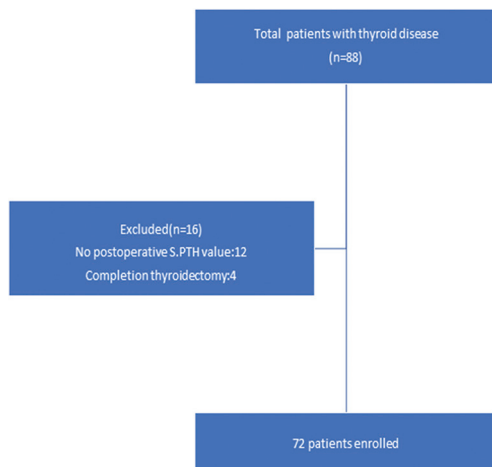 Total patients with thyroid disease
(n=88)
Excluded(n=16)
No postoperative S.PTH value:12
Completion thyroidectomy:4
72 patients enrolled